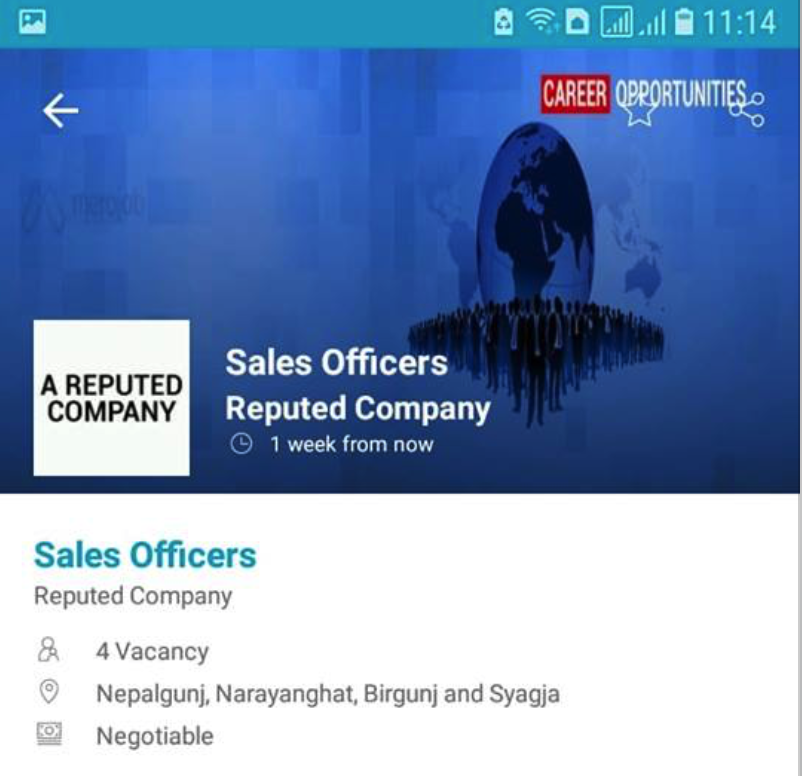 11:14
CAREER OPPORTUNITIES
merojob
A REPUTED
COMPANY
Sales Officers
Reputed Company
1 week from now
Sales Officers
Reputed Company
4 Vacancy
Nepalgunj, Narayanghat, Birgunj and Syagja
Negotiable